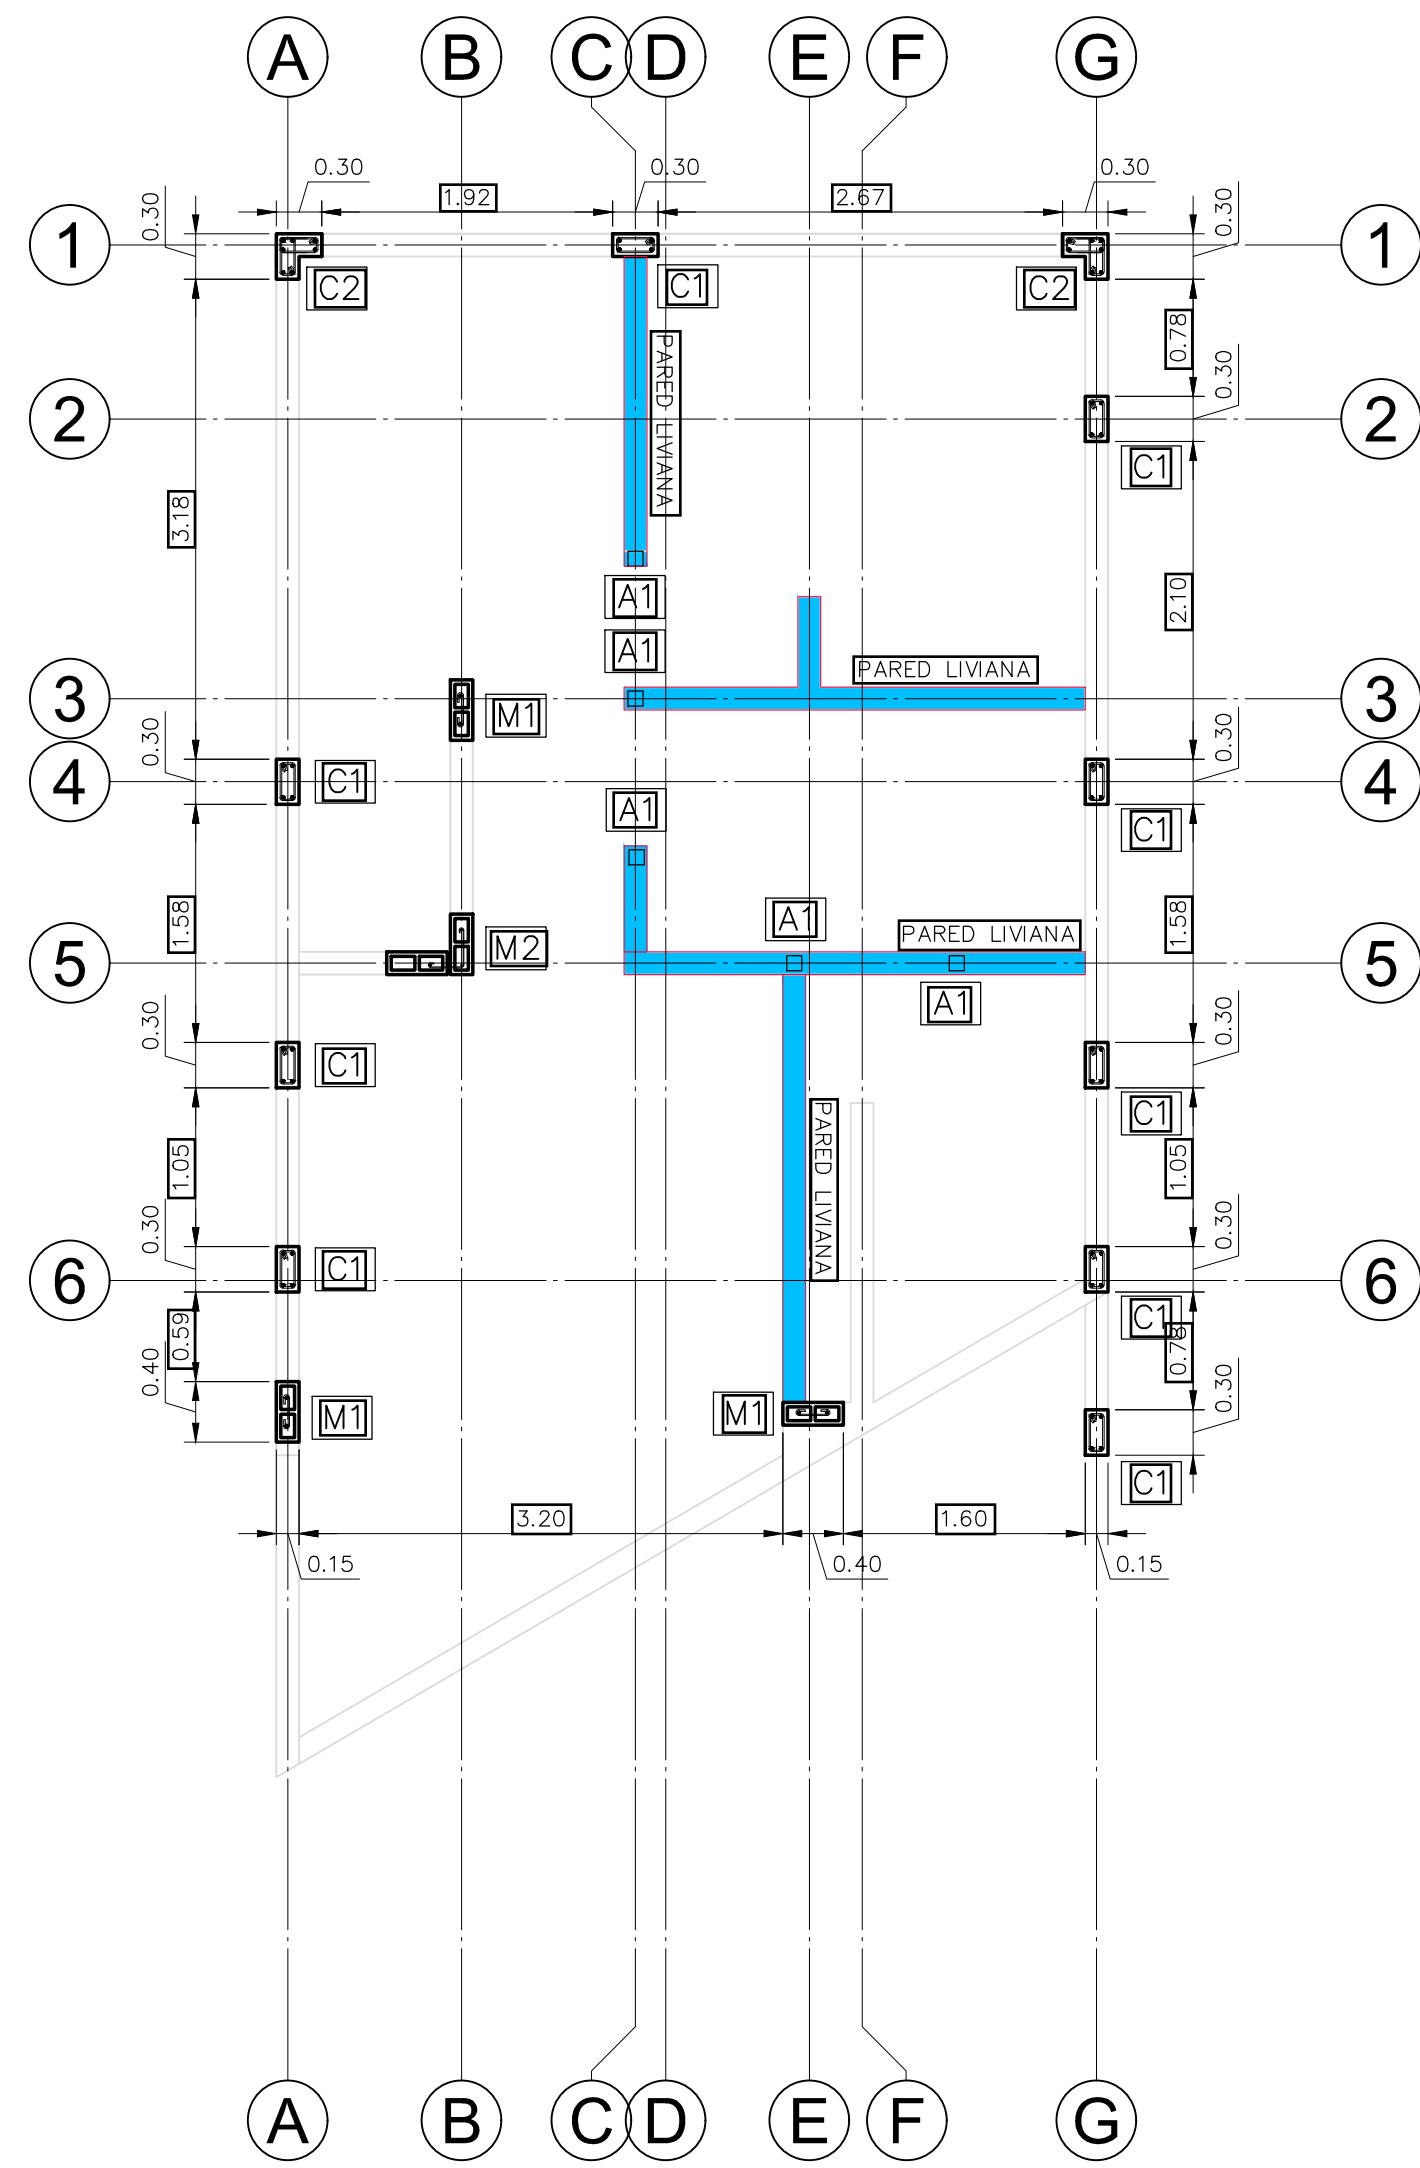 A B C D E F G
0.30 0.30 0.30
1.92 2.67
0.30 0.30
1 1
C2 C1 C2
0.78
PARED LIVIANA
0.30
2 2
C1
3.18
A1
2.10
A1
PARED LIVIANA
3 3
M1
0.30 0.30
4 4
C1
A1
C1
1.58 1.58
A1
PARED LIVIANA
M2
5 5
A1
0.30 0.30
C1
C1
PARED LIVIANA
1.05 1.05
0.30 0.30
C1
6 6
C1
0.59 0.78
0.40 0.30
M1 M1
C1
3.20 1.60
0.15 0.40 0.15
A B C D E F G